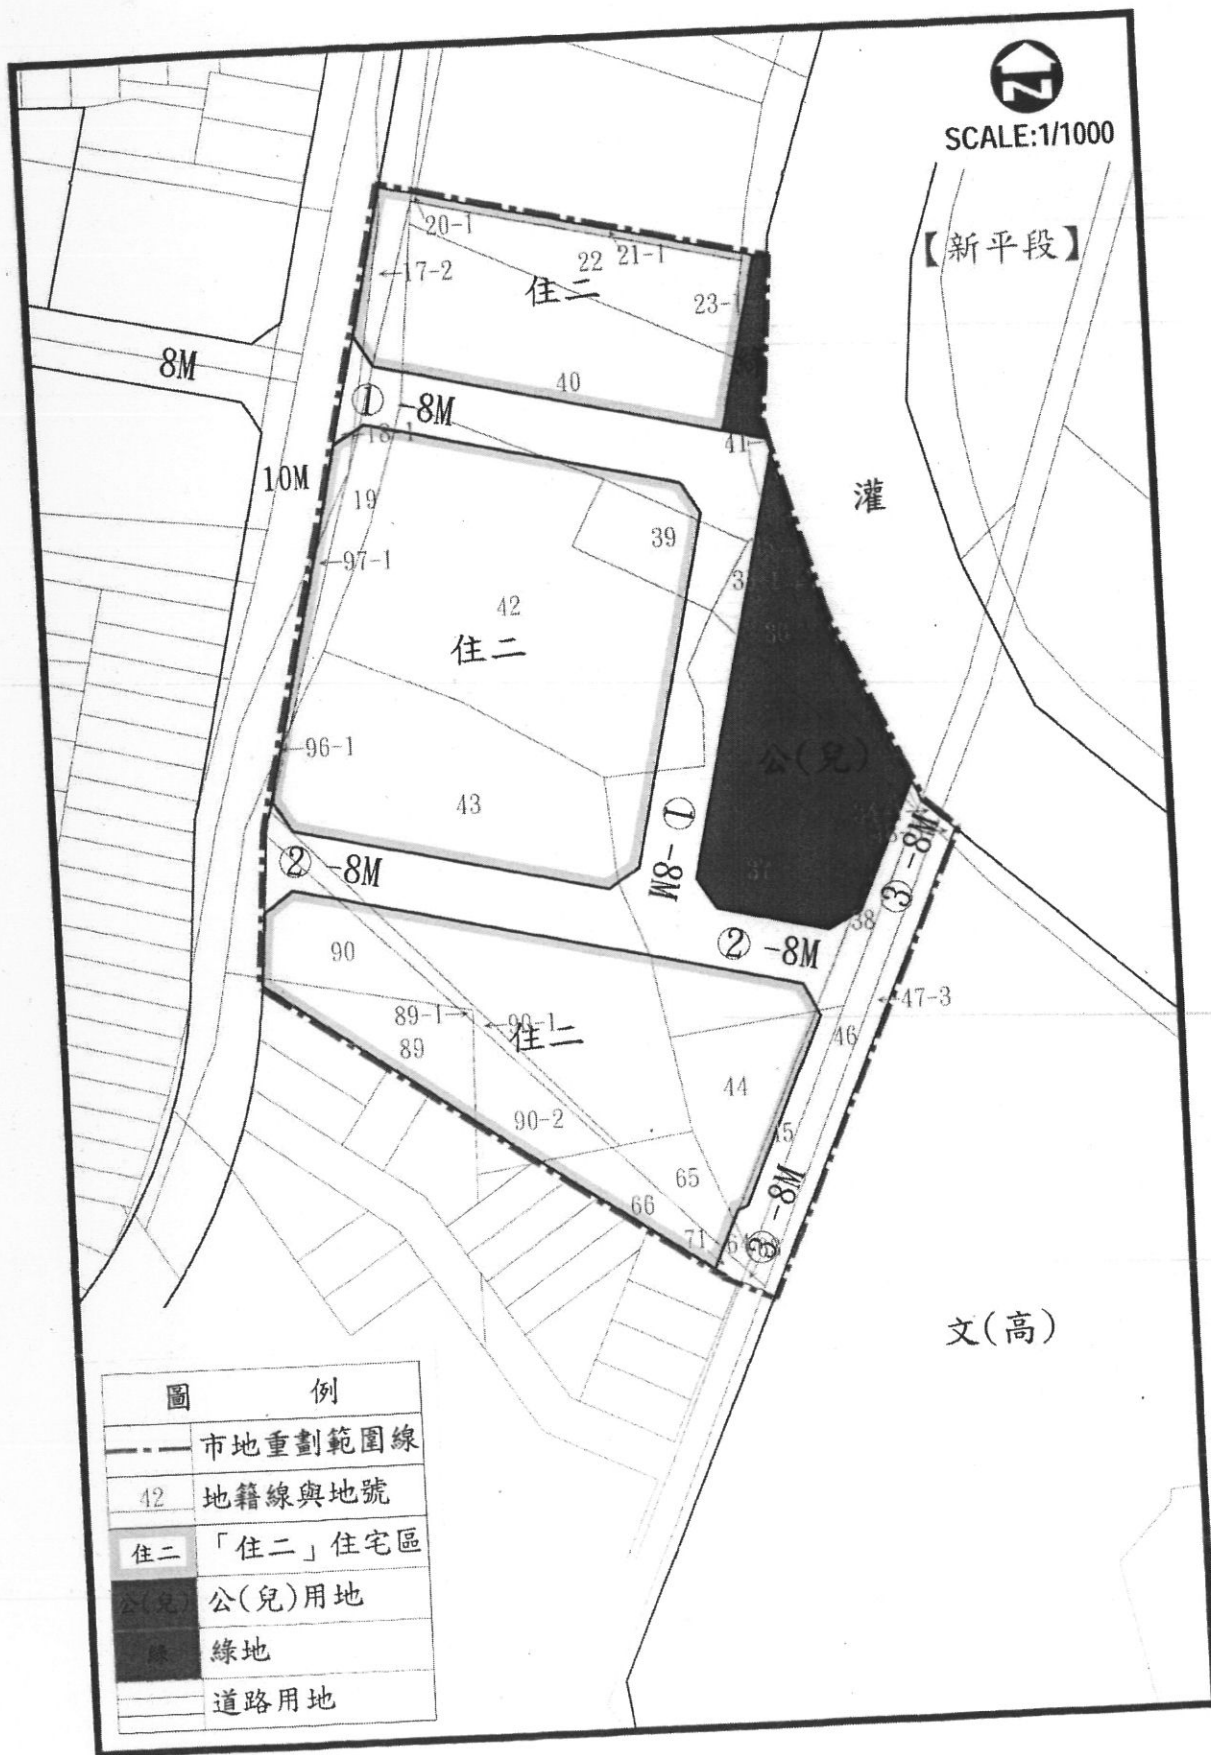 N
SCALE:1/1000
【新平段】
20-1
22
21-1
17-2
住二
23-1
8M
40
①-8M
18-1
41
10M
19
灌
39
97-1
42
住二
96-1
公(兒)
43
①-8M
②-8M
37
③-8M
38
②-8M
90
47-3
89-1
90-1
住二
46
89
44
90-2
45
65
③-8M
66
71
64
文(高)
圖例
市地重劃範圍線
42
地籍線與地號
住二
「住二」住宅區
公(兒)
公(兒)用地
綠
綠地
道路用地